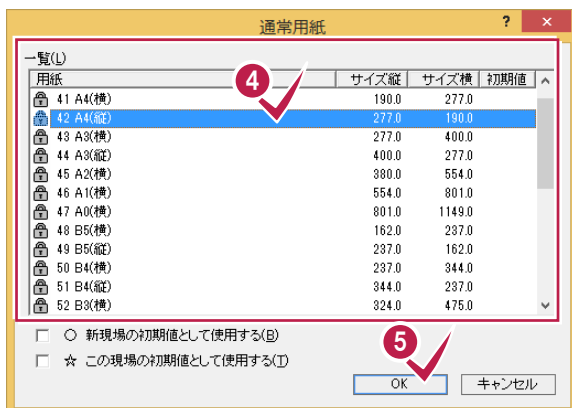 通常用紙 ? ×
一覧(L)
用紙 サイズ縦 サイズ横 初期値
41 A4(横) 190.0 277.0
42 A4(縦) 277.0 190.0
43 A3(横) 277.0 400.0
44 A3(縦) 400.0 277.0
45 A2(横) 380.0 554.0
46 A1(横) 554.0 801.0
47 A0(横) 801.0 1149.0
48 B5(横) 162.0 237.0
49 B5(縦) 237.0 162.0
50 B4(横) 237.0 344.0
51 B4(縦) 344.0 237.0
52 B3(横) 324.0 475.0
4
○ 新現場の初期値として使用する(B)
☆ この現場の初期値として使用する(T)
5
OK キャンセル